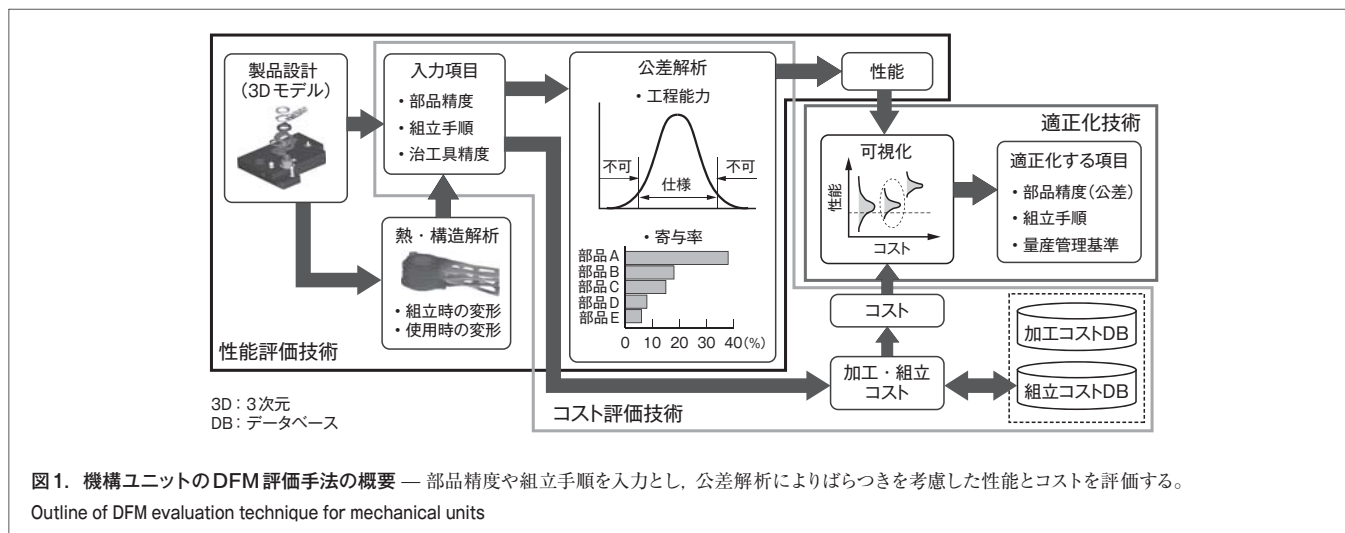 製品設計
(3Dモデル)
入力項目
・部品精度
・組立手順
・治工具精度
熱・構造解析
・組立時の変形
・使用時の変形
性能評価技術
公差解析
・工程能力
不可
不可
仕様
・寄与率
部品A
部品B
部品C
部品D
部品E
0 10 20 30 40(%)
性能
適正化技術
可視化
性能
コスト
適正化する項目
・部品精度(公差)
・組立手順
・量産管理基準
コスト
加工・組立
コスト
加工コストDB
組立コストDB
コスト評価技術
3D:3次元
DB:データベース
図1. 機構ユニットのDFM評価手法の概要 — 部品精度や組立手順を入力とし,公差解析によりばらつきを考慮した性能とコストを評価する。
Outline of DFM evaluation technique for mechanical units